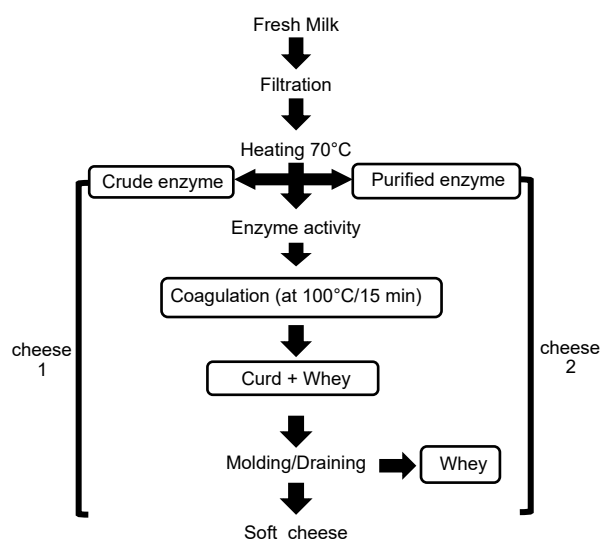 Fresh Milk
Filtration
Heating 70°C
Crude enzyme
Purified enzyme
Enzyme activity
Coagulation (at 100°C/15 min)
cheese
1
cheese
2
Curd + Whey
Molding/Draining
Whey
Soft cheese